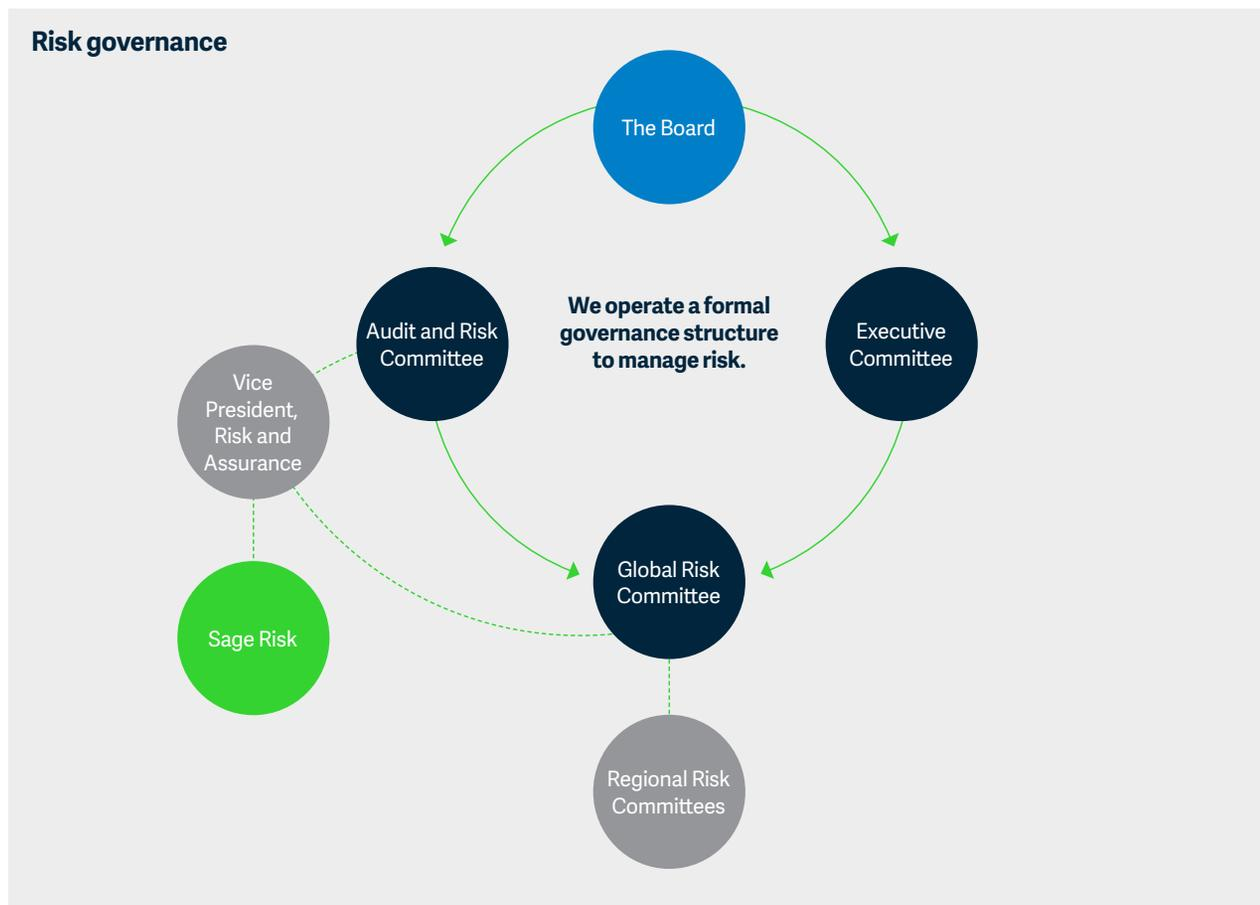 Risk governance
The Board
We operate a formal
governance structure
to manage risk.
Audit and Risk
Committee
Executive
Committee
Vice
President,
Risk and
Assurance
Global Risk
Committee
Sage Risk
Regional Risk
Committees